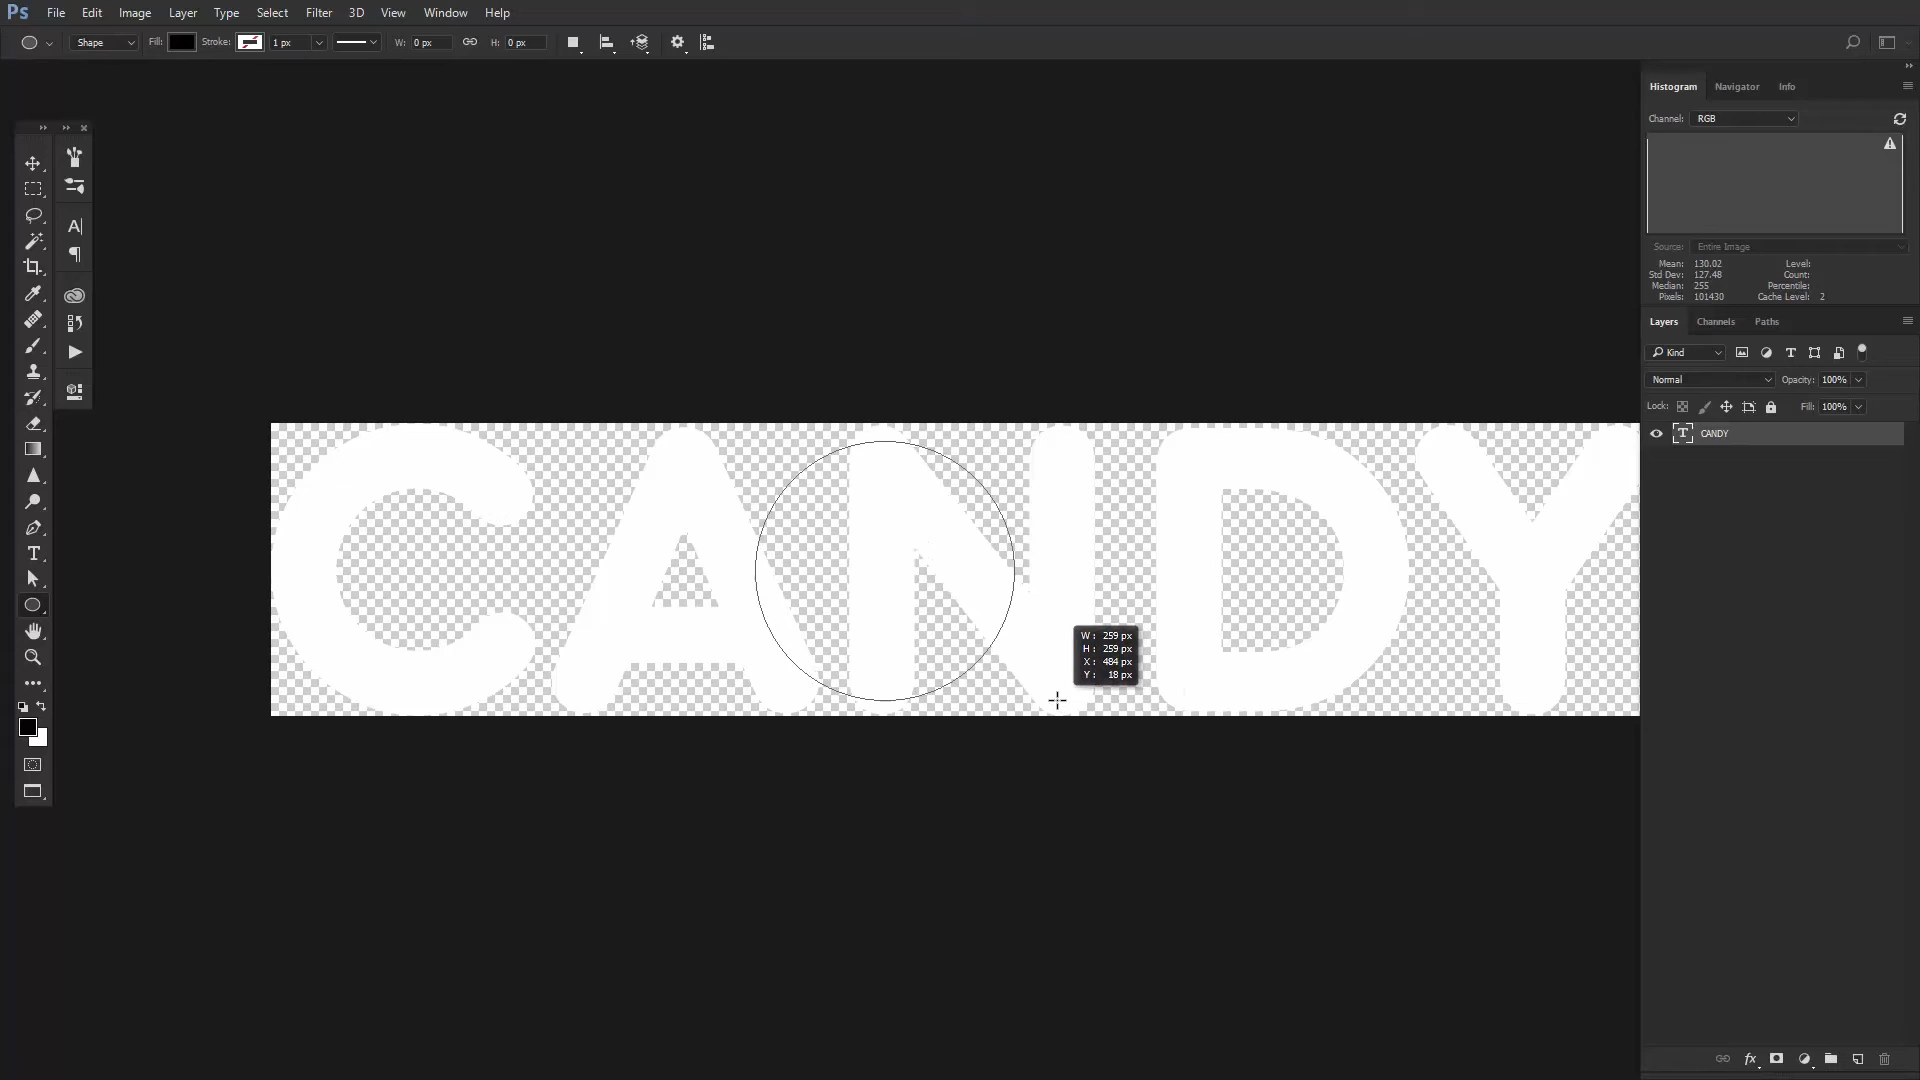 Ps File Edit Image Layer Type Select Filter 3D View Window Help
Shape Fill: Stroke: 1 px W: 0 px H: 0 px
Histogram Navigator Info
Channel: RGB
Source: Entire Image
Mean: 130.02 Level:
Std Dev: 127.48 Count:
Median: 255 Percentile:
Pixels: 101430 Cache Level: 2
Layers Channels Paths
Kind
Normal Opacity: 100%
Lock: Fill: 100%
T CANDY
CANDY
W: 259 px
H: 259 px
X: 484 px
Y: 18 px